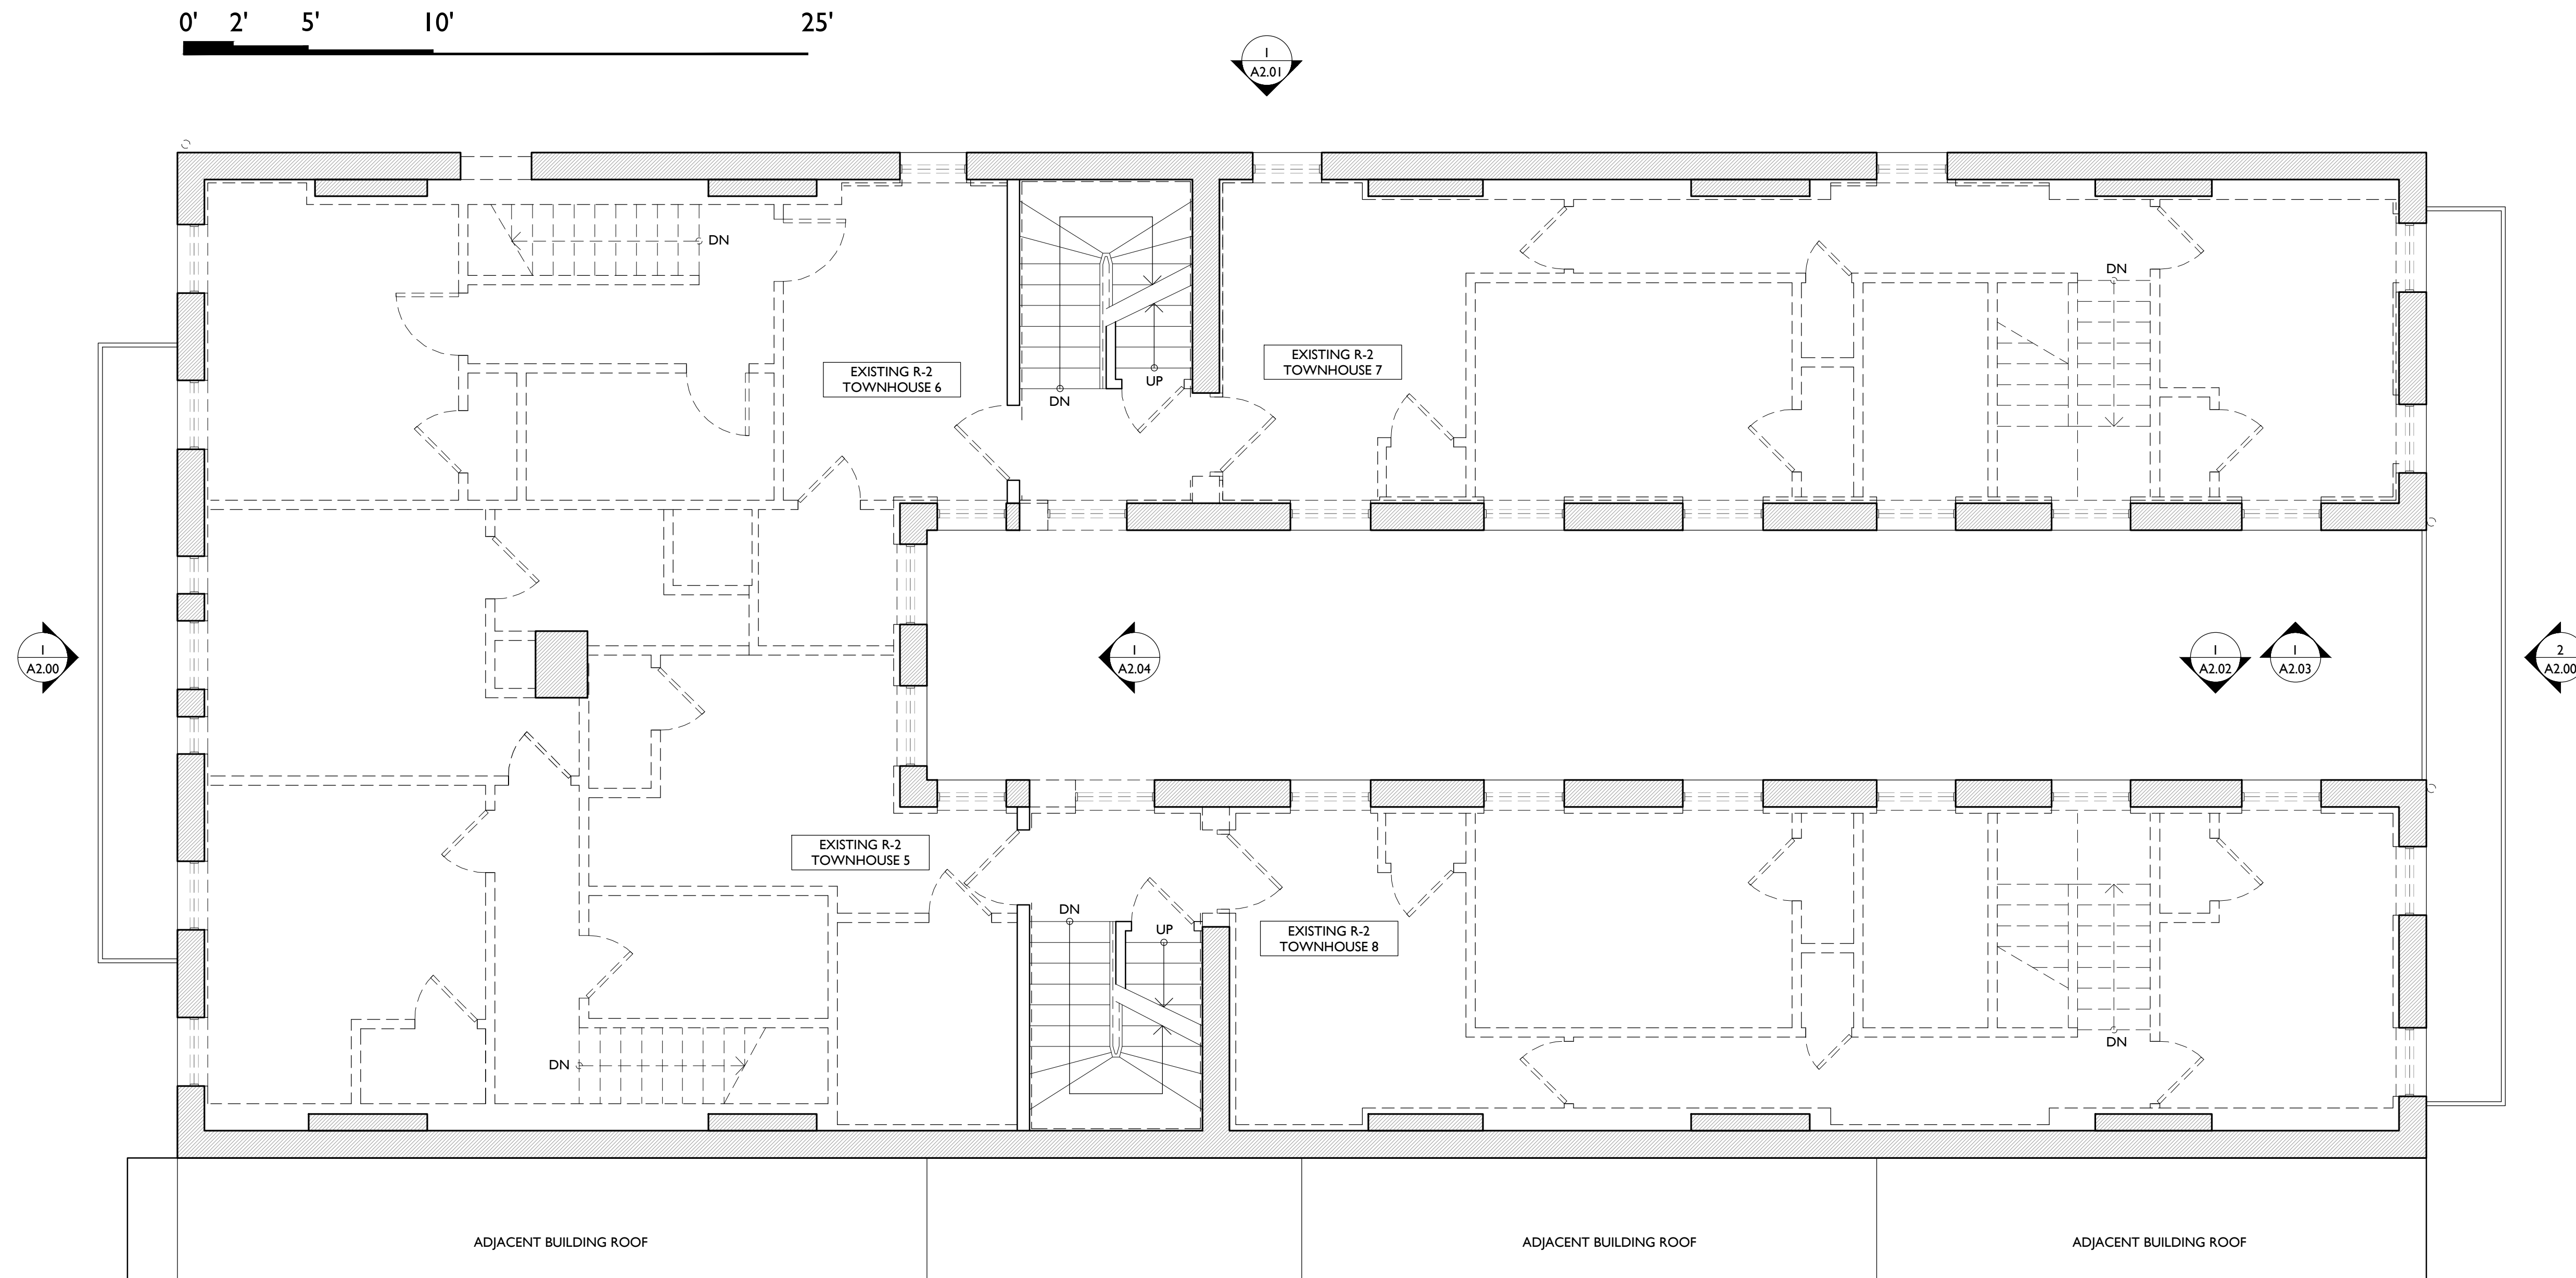 0' 2' 5' 10' 25'
1
A2.01
DN
DN
EXISTING R-2
TOWNHOUSE 7
EXISTING R-2
TOWNHOUSE 6
UP
DN
1
A2.00
1
A2.04
1
A2.02
1
A2.03
2
A2.00
EXISTING R-2
TOWNHOUSE 5
DN
UP
EXISTING R-2
TOWNHOUSE 8
DN
DN
ADJACENT BUILDING ROOF
ADJACENT BUILDING ROOF
ADJACENT BUILDING ROOF